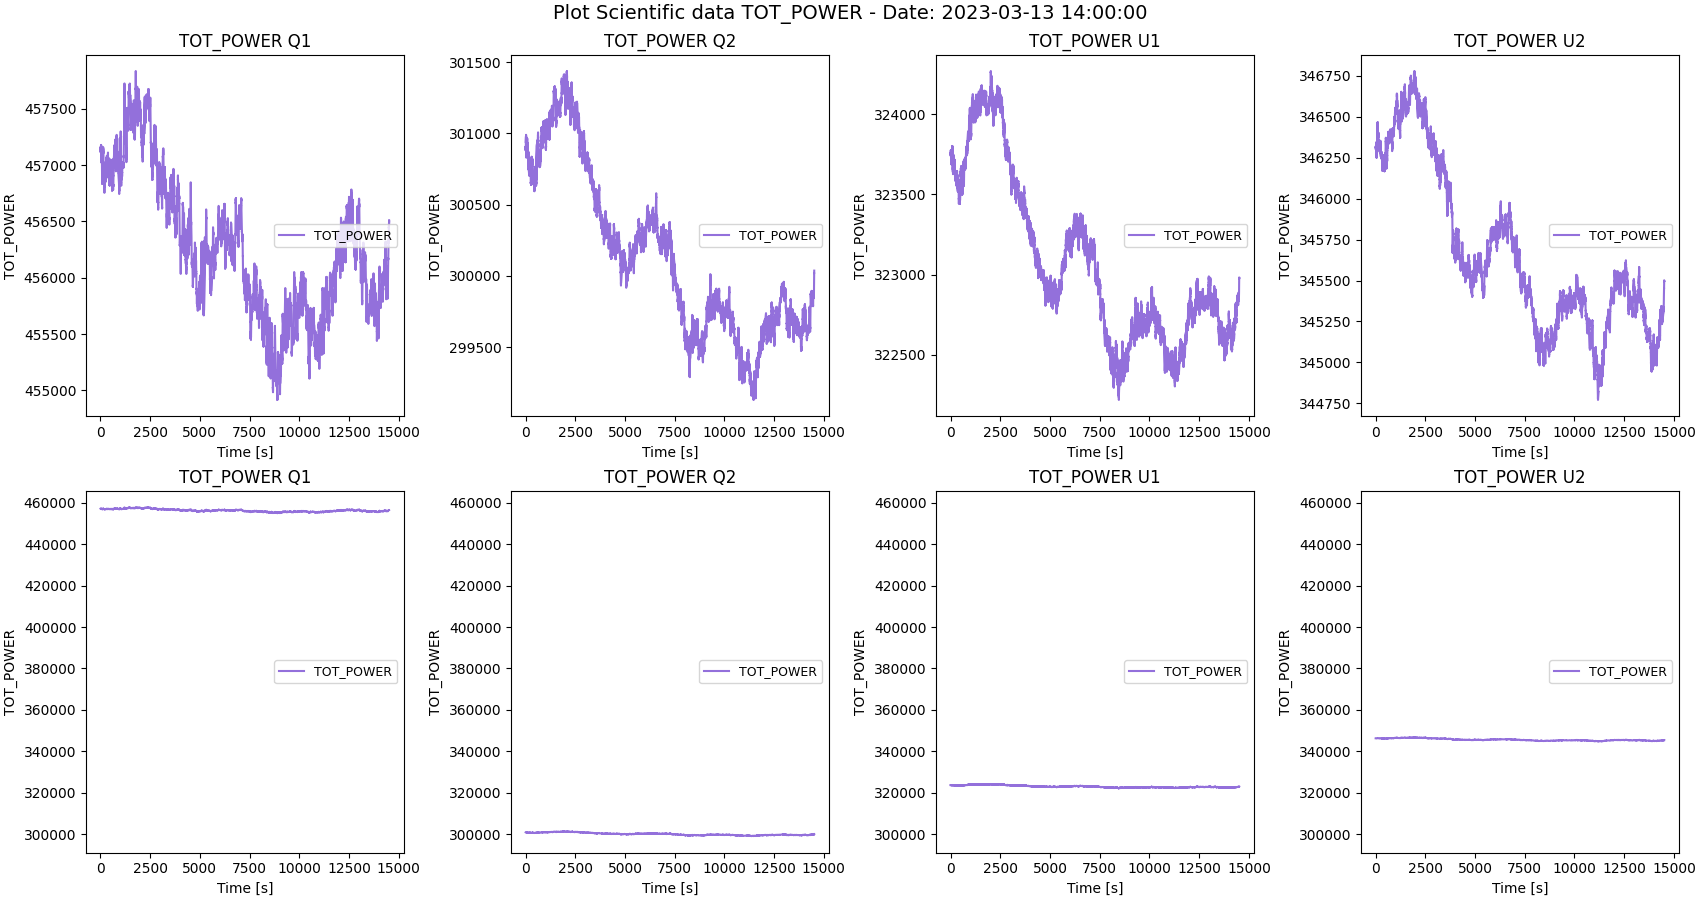 Plot Scientific data TOT_POWER - Date: 2023-03-13 14:00:00
TOT_POWER Q1
TOT_POWER
457500
457000
456500
456000
455500
455000
TOT_POWER
0 2500 5000 7500 10000 12500 15000
Time [s]
TOT_POWER Q2
TOT_POWER
301500
301000
300500
300000
299500
TOT_POWER
0 2500 5000 7500 10000 12500 15000
Time [s]
TOT_POWER U1
TOT_POWER
324000
323500
323000
322500
TOT_POWER
0 2500 5000 7500 10000 12500 15000
Time [s]
TOT_POWER U2
TOT_POWER
346750
346500
346250
346000
345750
345500
345250
345000
344750
TOT_POWER
0 2500 5000 7500 10000 12500 15000
Time [s]
TOT_POWER Q1
TOT_POWER
460000
440000
420000
400000
380000
360000
340000
320000
300000
TOT_POWER
0 2500 5000 7500 10000 12500 15000
Time [s]
TOT_POWER Q2
TOT_POWER
460000
440000
420000
400000
380000
360000
340000
320000
300000
TOT_POWER
0 2500 5000 7500 10000 12500 15000
Time [s]
TOT_POWER U1
TOT_POWER
460000
440000
420000
400000
380000
360000
340000
320000
300000
TOT_POWER
0 2500 5000 7500 10000 12500 15000
Time [s]
TOT_POWER U2
TOT_POWER
460000
440000
420000
400000
380000
360000
340000
320000
300000
TOT_POWER
0 2500 5000 7500 10000 12500 15000
Time [s]